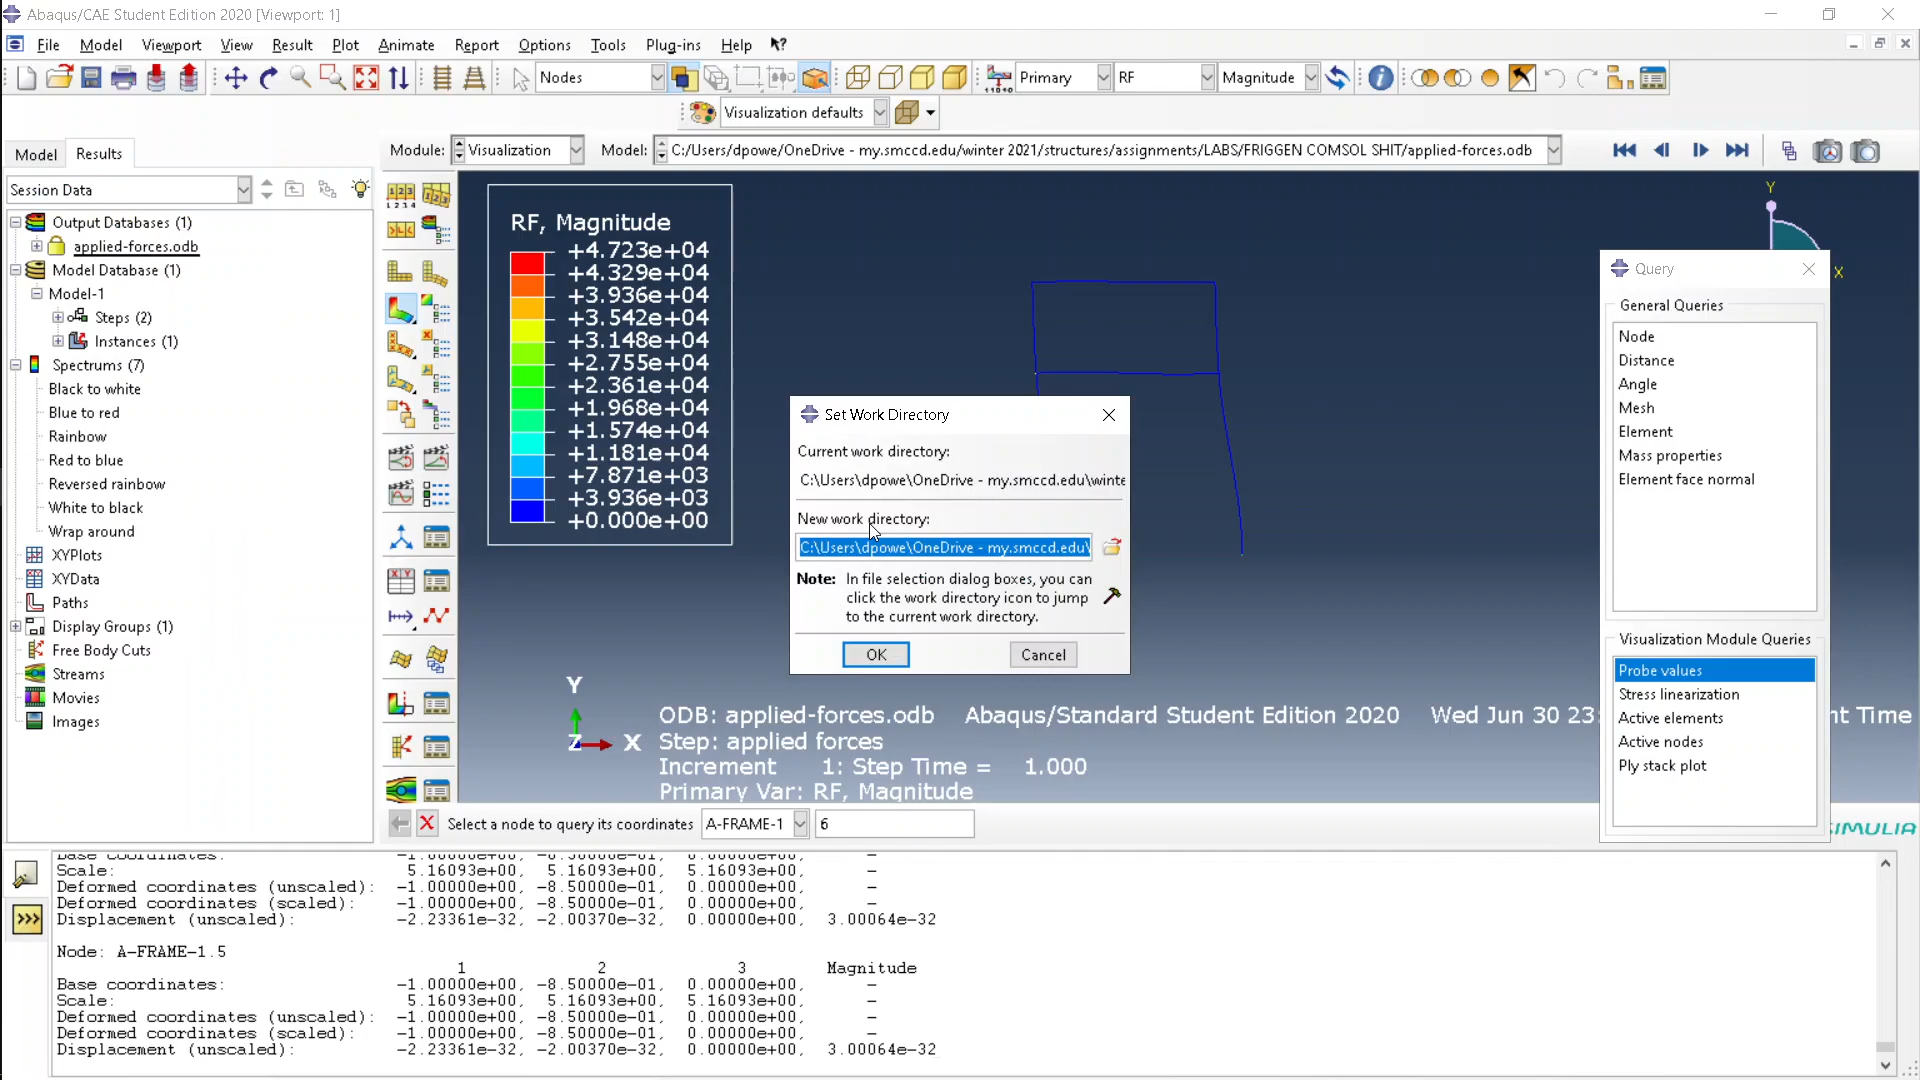 Abaqus/CAE Student Edition 2020 [Viewport: 1]
File Model Viewport View Result Plot Animate Report Options Tools Plug-ins Help
Nodes Primary RF Magnitude
Visualization defaults
Model Results
Module: Visualization Model: C:/Users/dpowe/OneDrive - my.smccd.edu/winter 2021/structures/assignments/LABS/FRIGGEN COMSOL SHIT/applied-forces.odb
Session Data
Output Databases (1)
applied-forces.odb
Model Database (1)
Model-1
Steps (2)
Instances (1)
Spectrums (7)
Black to white
Blue to red
Rainbow
Red to blue
Reversed rainbow
White to black
Wrap around
XYPlots
XYData
Paths
Display Groups (1)
Free Body Cuts
Streams
Movies
Images
RF, Magnitude
+4.723e+04
+4.329e+04
+3.936e+04
+3.542e+04
+3.148e+04
+2.755e+04
+2.361e+04
+1.968e+04
+1.574e+04
+1.181e+04
+7.871e+03
+3.936e+03
+0.000e+00
Y
X
Set Work Directory
Current work directory:
C:\Users\dpowe\OneDrive - my.smccd.edu\winte
New work directory:
C:\Users\dpowe\OneDrive - my.smccd.edu\
Note: In file selection dialog boxes, you can
click the work directory icon to jump
to the current work directory.
OK Cancel
Query
General Queries
Node
Distance
Angle
Mesh
Element
Mass properties
Element face normal
Visualization Module Queries
Probe values
Stress linearization
Active elements
Active nodes
Ply stack plot
Y
Z X
ODB: applied-forces.odb Abaqus/Standard Student Edition 2020 Wed Jun 30 23: nt Time
Step: applied forces
Increment 1: Step Time = 1.000
Primary Var: RF, Magnitude
Select a node to query its coordinates A-FRAME-1 6
SIMULIA
Scale: 5.16093e+00, 5.16093e+00, 5.16093e+00, -
Deformed coordinates (unscaled): -1.00000e+00, -8.50000e-01, 0.00000e+00, -
Deformed coordinates (scaled): -1.00000e+00, -8.50000e-01, 0.00000e+00, -
Displacement (unscaled): -2.23361e-32, -2.00370e-32, 0.00000e+00, 3.00064e-32
Node: A-FRAME-1.5
1 2 3 Magnitude
Base coordinates: -1.00000e+00, -8.50000e-01, 0.00000e+00, -
Scale: 5.16093e+00, 5.16093e+00, 5.16093e+00, -
Deformed coordinates (unscaled): -1.00000e+00, -8.50000e-01, 0.00000e+00, -
Deformed coordinates (scaled): -1.00000e+00, -8.50000e-01, 0.00000e+00, -
Displacement (unscaled): -2.23361e-32, -2.00370e-32, 0.00000e+00, 3.00064e-32